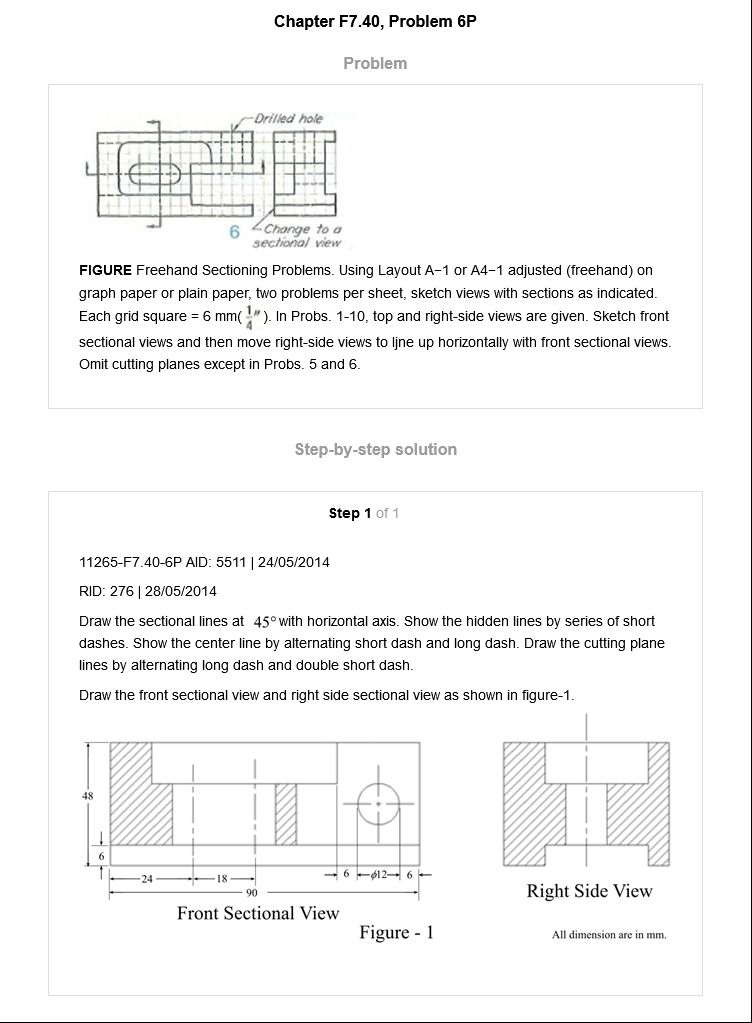 Chapter F7.40, Problem 6P
Problem
Drilled hole
6
Change to a
sectional view
FIGURE Freehand Sectioning Problems. Using Layout A–1 or A4–1 adjusted (freehand) on
graph paper or plain paper, two problems per sheet, sketch views with sections as indicated.
Each grid square = 6 mm( 1/4" ). In Probs. 1-10, top and right-side views are given. Sketch front
sectional views and then move right-side views to ljne up horizontally with front sectional views.
Omit cutting planes except in Probs. 5 and 6.
Step-by-step solution
Step 1 of 1
11265-F7.40-6P AID: 5511 | 24/05/2014
RID: 276 | 28/05/2014
Draw the sectional lines at 45° with horizontal axis. Show the hidden lines by series of short
dashes. Show the center line by alternating short dash and long dash. Draw the cutting plane
lines by alternating long dash and double short dash.
Draw the front sectional view and right side sectional view as shown in figure-1.
48
6
24
18
6
ϕ12
6
90
Front Sectional View
Right Side View
Figure - 1
All dimension are in mm.